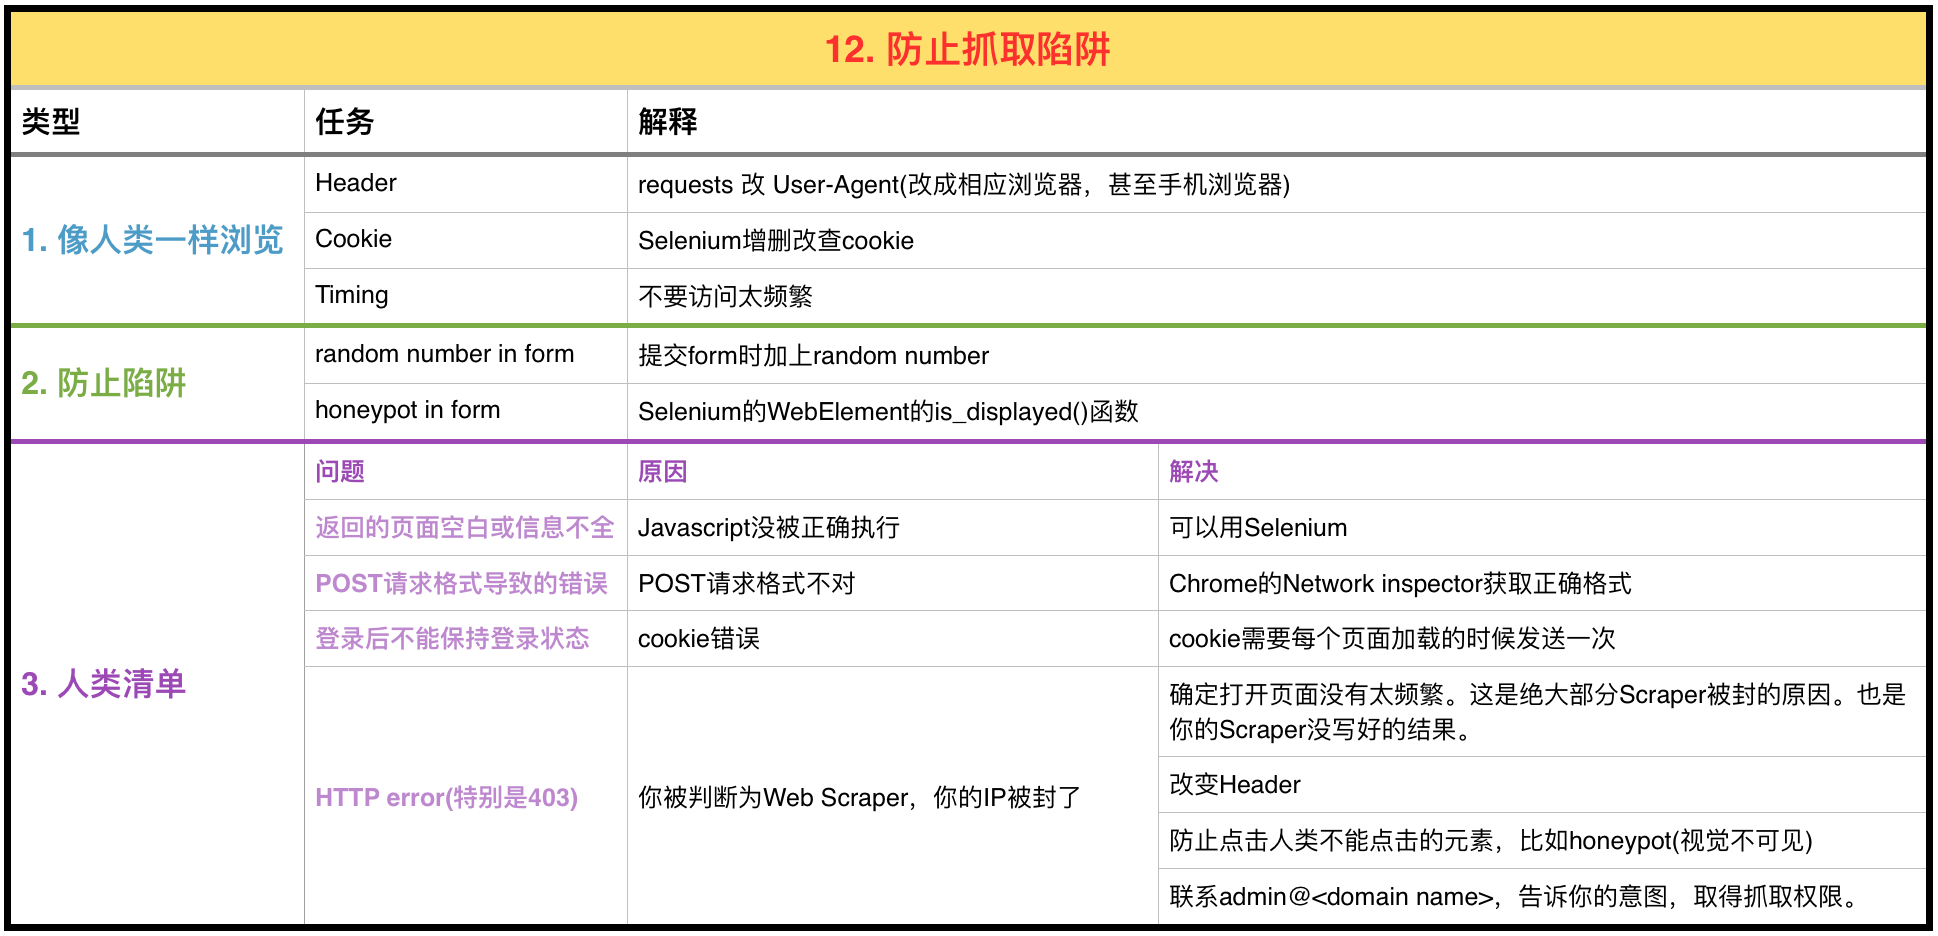 12. 防止抓取陷阱
类型
任务
解释
1. 像人类一样浏览
Header
requests 改 User-Agent(改成相应浏览器，甚至手机浏览器)
Cookie
Selenium增删改查cookie
Timing
不要访问太频繁
2. 防止陷阱
random number in form
提交form时加上random number
honeypot in form
Selenium的WebElement的is_displayed()函数
3. 人类清单
问题
原因
解决
返回的页面空白或信息不全
Javascript没被正确执行
可以用Selenium
POST请求格式导致的错误
POST请求格式不对
Chrome的Network inspector获取正确格式
登录后不能保持登录状态
cookie错误
cookie需要每个页面加载的时候发送一次
HTTP error(特别是403)
你被判断为Web Scraper，你的IP被封了
确定打开页面没有太频繁。这是绝大部分Scraper被封的原因。也是
你的Scraper没写好的结果。
改变Header
防止点击人类不能点击的元素，比如honeypot(视觉不可见)
联系admin@<domain name>，告诉你的意图，取得抓取权限。